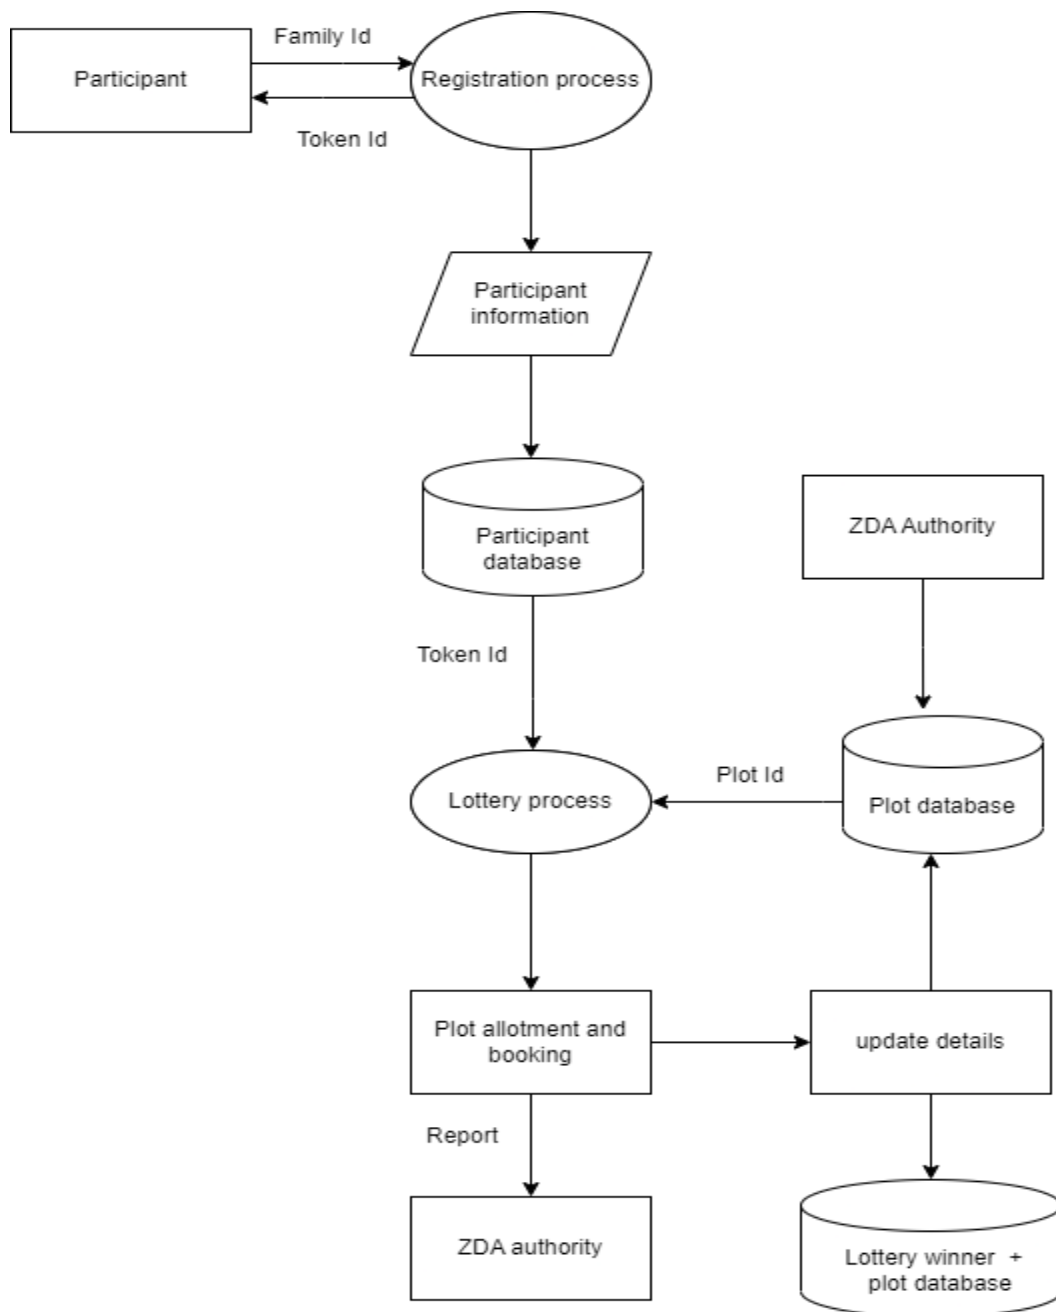 Family Id
Participant
Registration process
Token Id
Participant
information
Participant
database
ZDA Authority
Token Id
Plot Id
Lottery process
Plot database
Plot allotment and
booking
update details
Report
ZDA authority
Lottery winner +
plot database